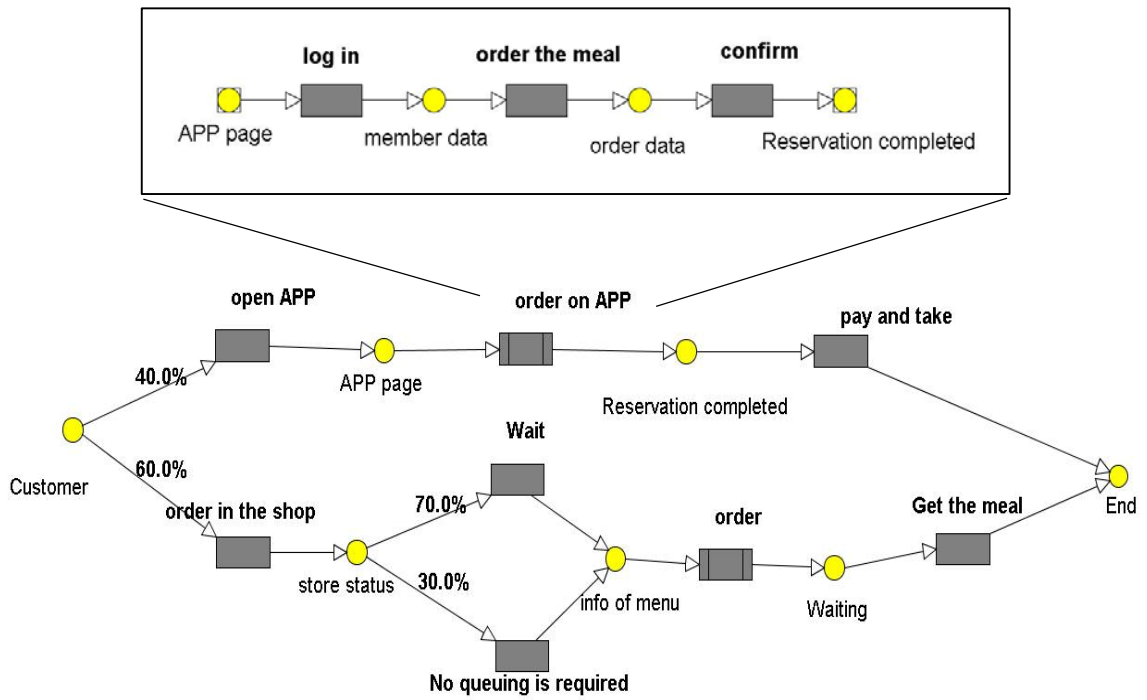 log in
order the meal
confirm
APP page
member data
order data
Reservation completed
open APP
order on APP
pay and take
40.0%
APP page
Reservation completed
Customer
60.0%
Wait
order in the shop
70.0%
order
Get the meal
End
store status
30.0%
info of menu
Waiting
No queuing is required